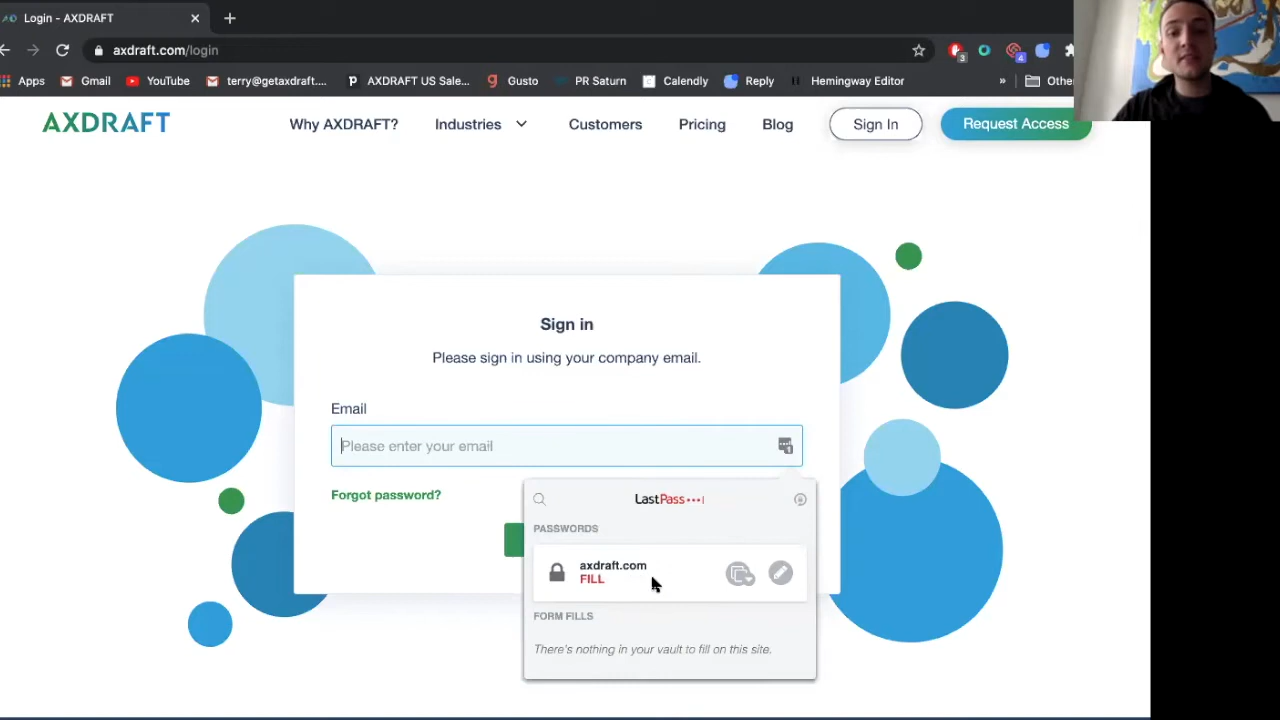 Login - AXDRAFT
axdraft.com/login
3
4
Apps Gmail YouTube terry@getaxdraft.... AXDRAFT US Sale... Gusto PR Saturn Calendly Reply Hemingway Editor » Othe
AXDRAFT
Why AXDRAFT? Industries Customers Pricing Blog Sign In Request Access
Sign in
Please sign in using your company email.
Email
Please enter your email
1
Forgot password?
LastPass
PASSWORDS
axdraft.com
FILL
FORM FILLS
There's nothing in your vault to fill on this site.